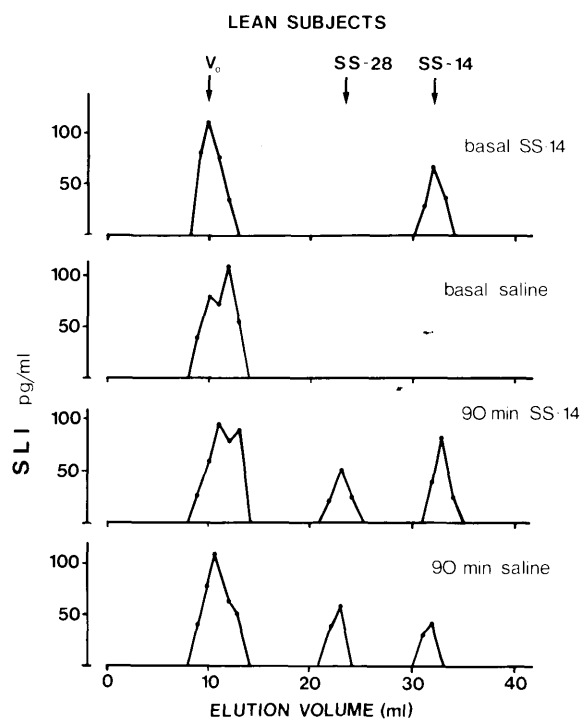 LEAN SUBJECTS
V₀ SS-28 SS-14
100
50
basal SS-14
100
50
basal saline
100
50
90 min SS-14
100
50
90 min saline
SLI pg/ml
0 10 20 30 40
ELUTION VOLUME (ml)